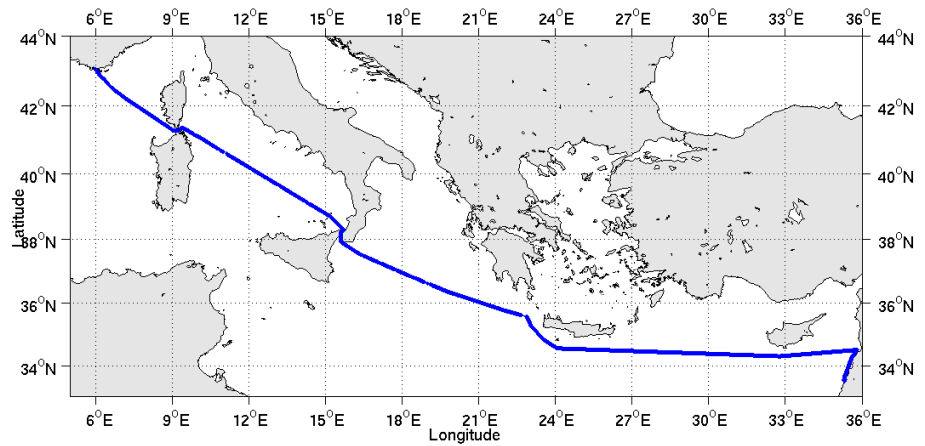 6°E 9°E 12°E 15°E 18°E 21°E 24°E 27°E 30°E 33°E 36°E
44°N 44°N
42°N 42°N
40°N 40°N
38°N 38°N
36°N 36°N
34°N 34°N
Latitude
6°E 9°E 12°E 15°E 18°E 21°E 24°E 27°E 30°E 33°E 36°E
Longitude